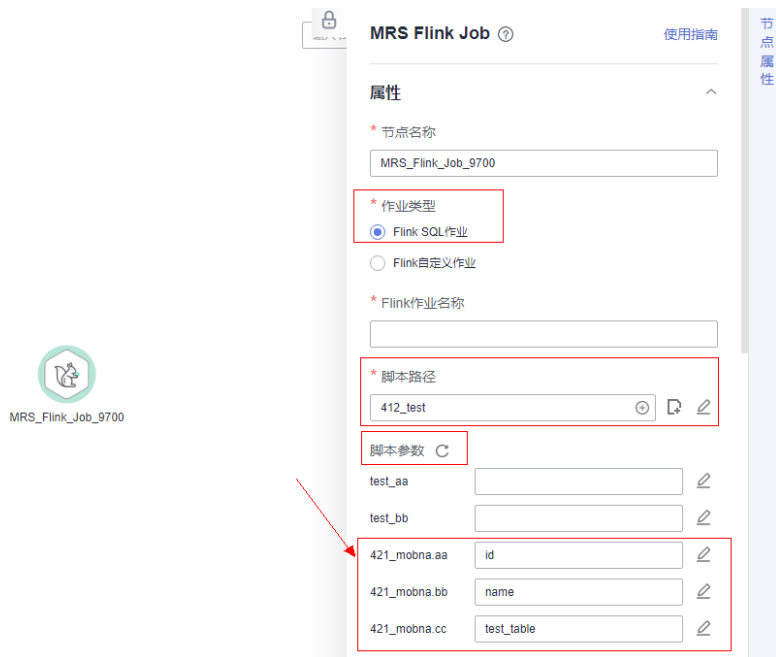 MRS Flink Job
使用指南
节点属性
属性
* 节点名称
MRS_Flink_Job_9700
* 作业类型
Flink SQL作业
Flink自定义作业
* Flink作业名称
* 脚本路径
412_test
MRS_Flink_Job_9700
脚本参数
test_aa
test_bb
421_mobna.aa id
421_mobna.bb name
421_mobna.cc test_table